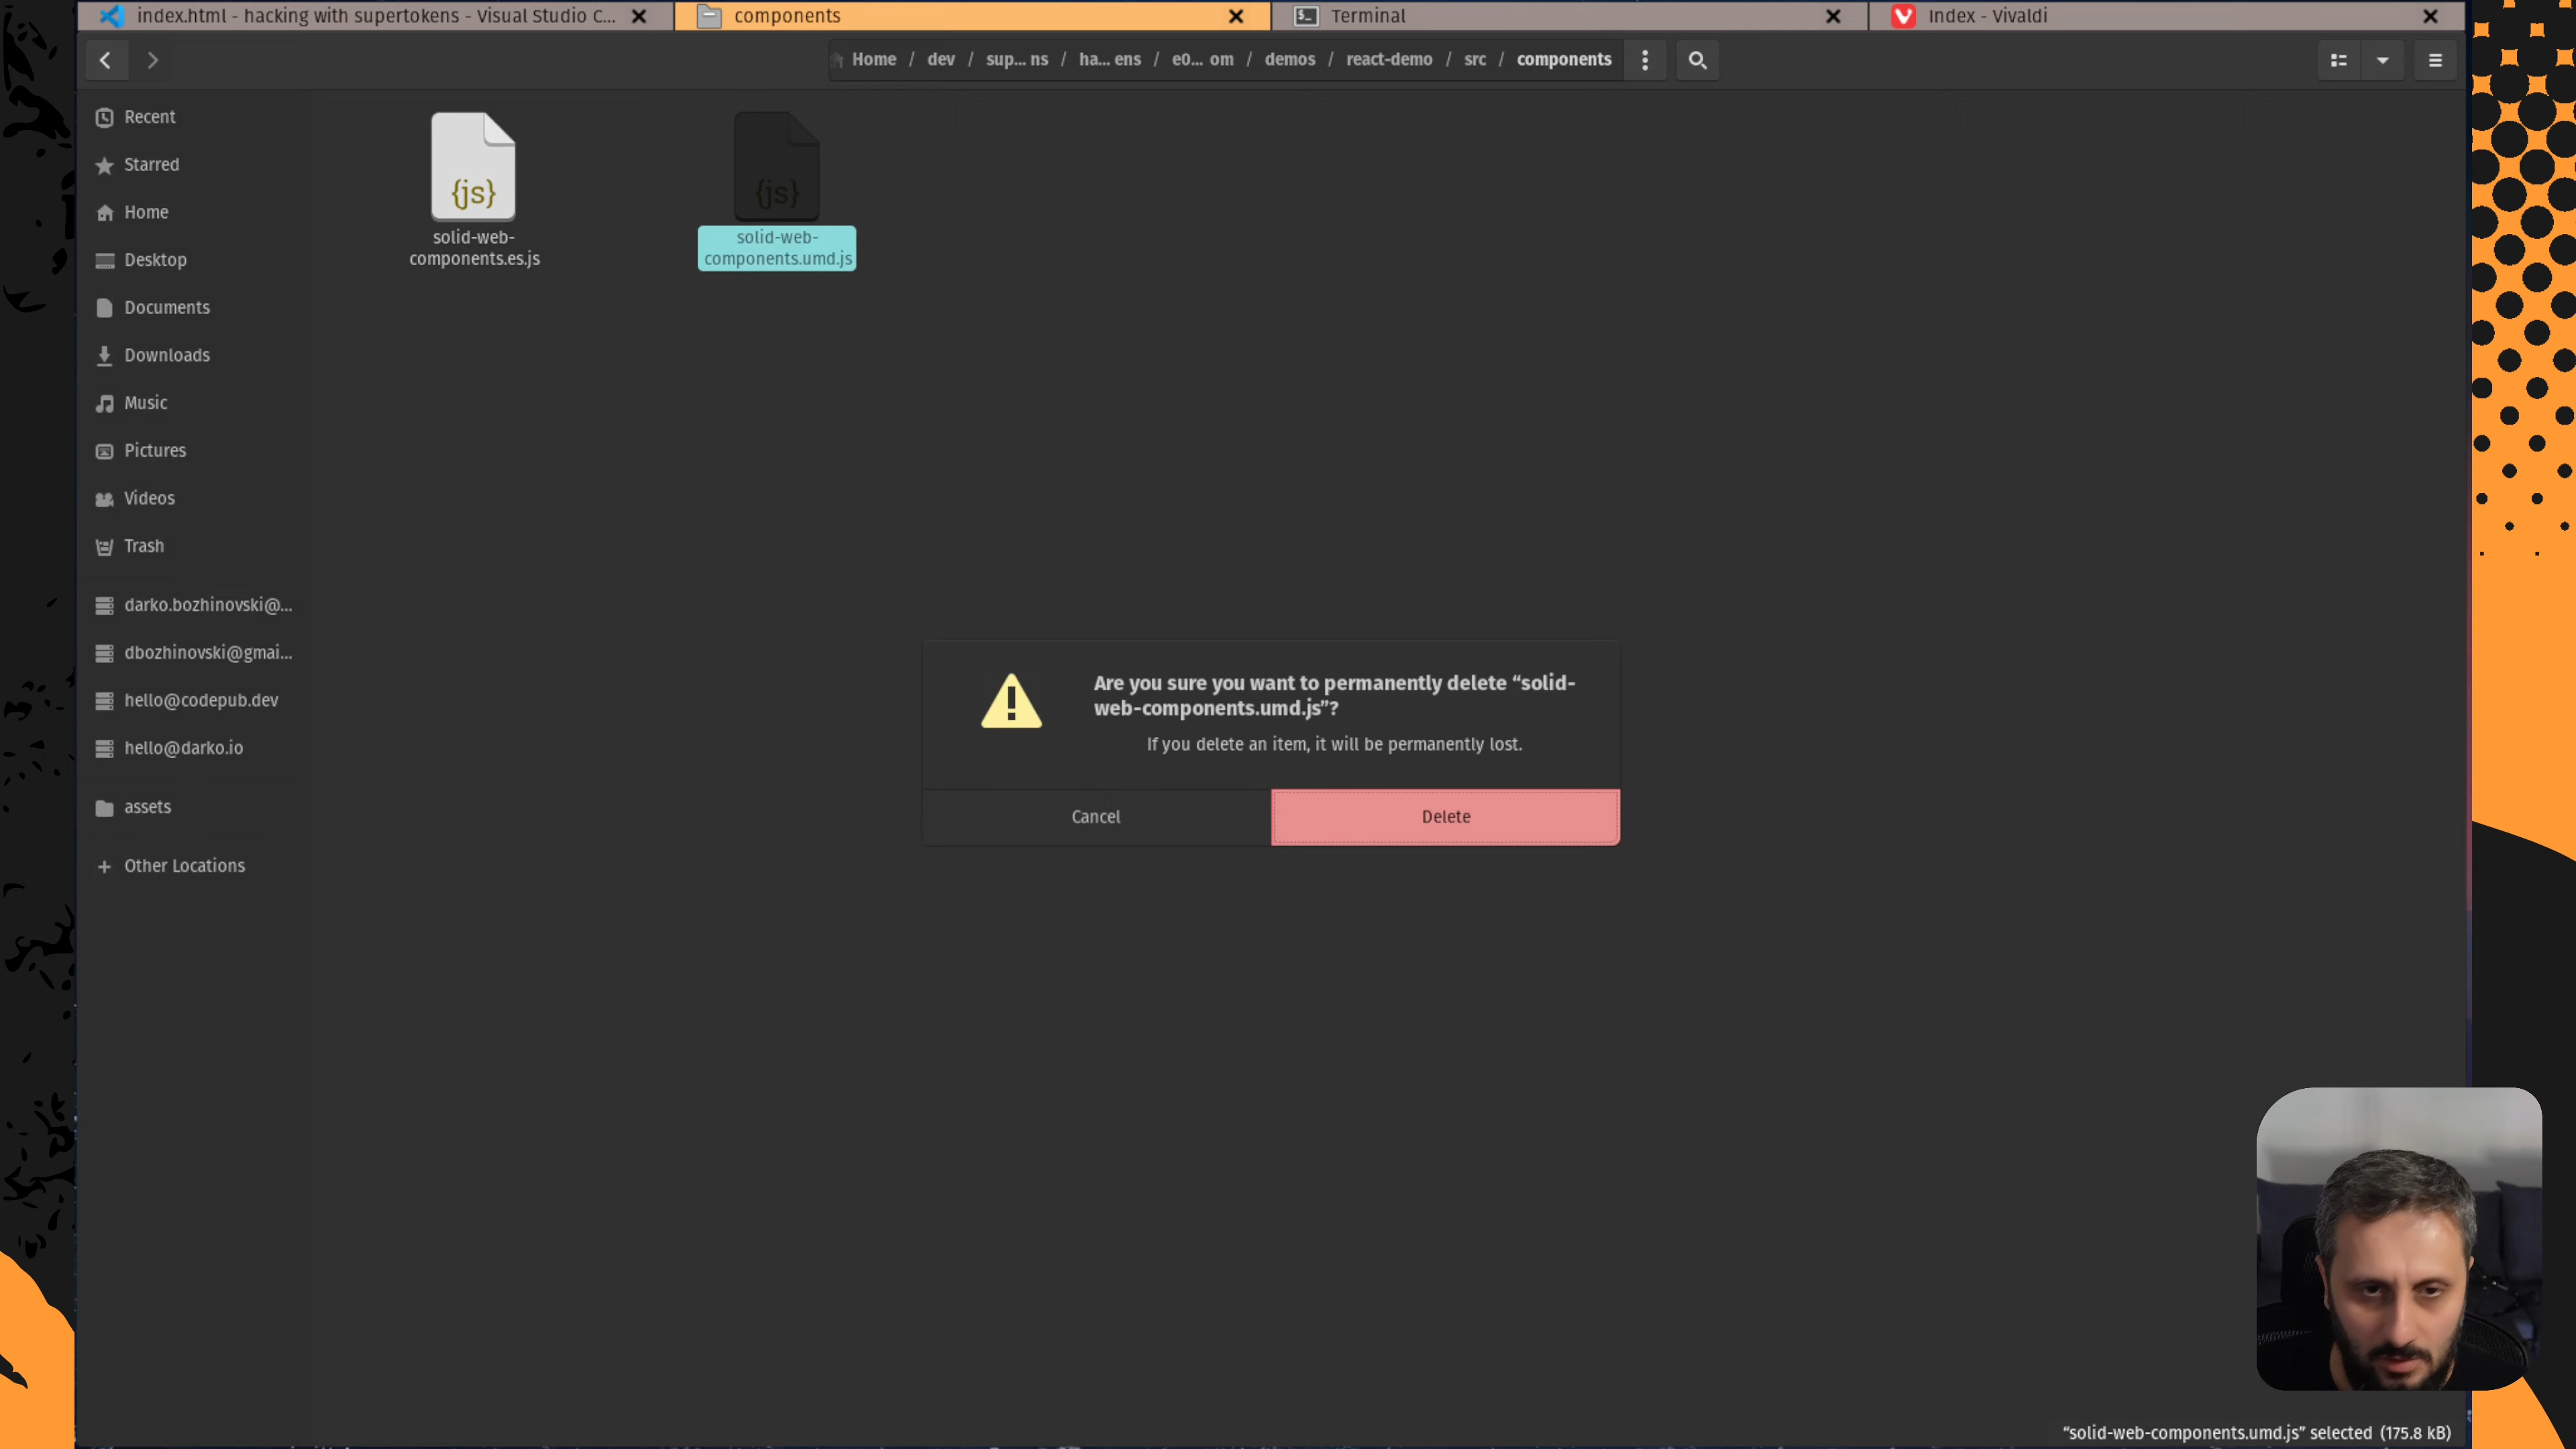 index.html - hacking with supertokens - Visual Studio C...
components
Terminal
Index - Vivaldi
Home / dev / sup... ns / ha... ens / e0... om / demos / react-demo / src / components
Recent
Starred
Home
Desktop
Documents
Downloads
Music
Pictures
Videos
Trash
darko.bozhinovski@...
dbozhinovski@gmai...
hello@codepub.dev
hello@darko.io
assets
Other Locations
{js}
solid-web-
components.es.js
{js}
solid-web-
components.umd.js
Are you sure you want to permanently delete “solid-
web-components.umd.js”?
If you delete an item, it will be permanently lost.
Cancel
Delete
“solid-web-components.umd.js” selected (175.8 kB)